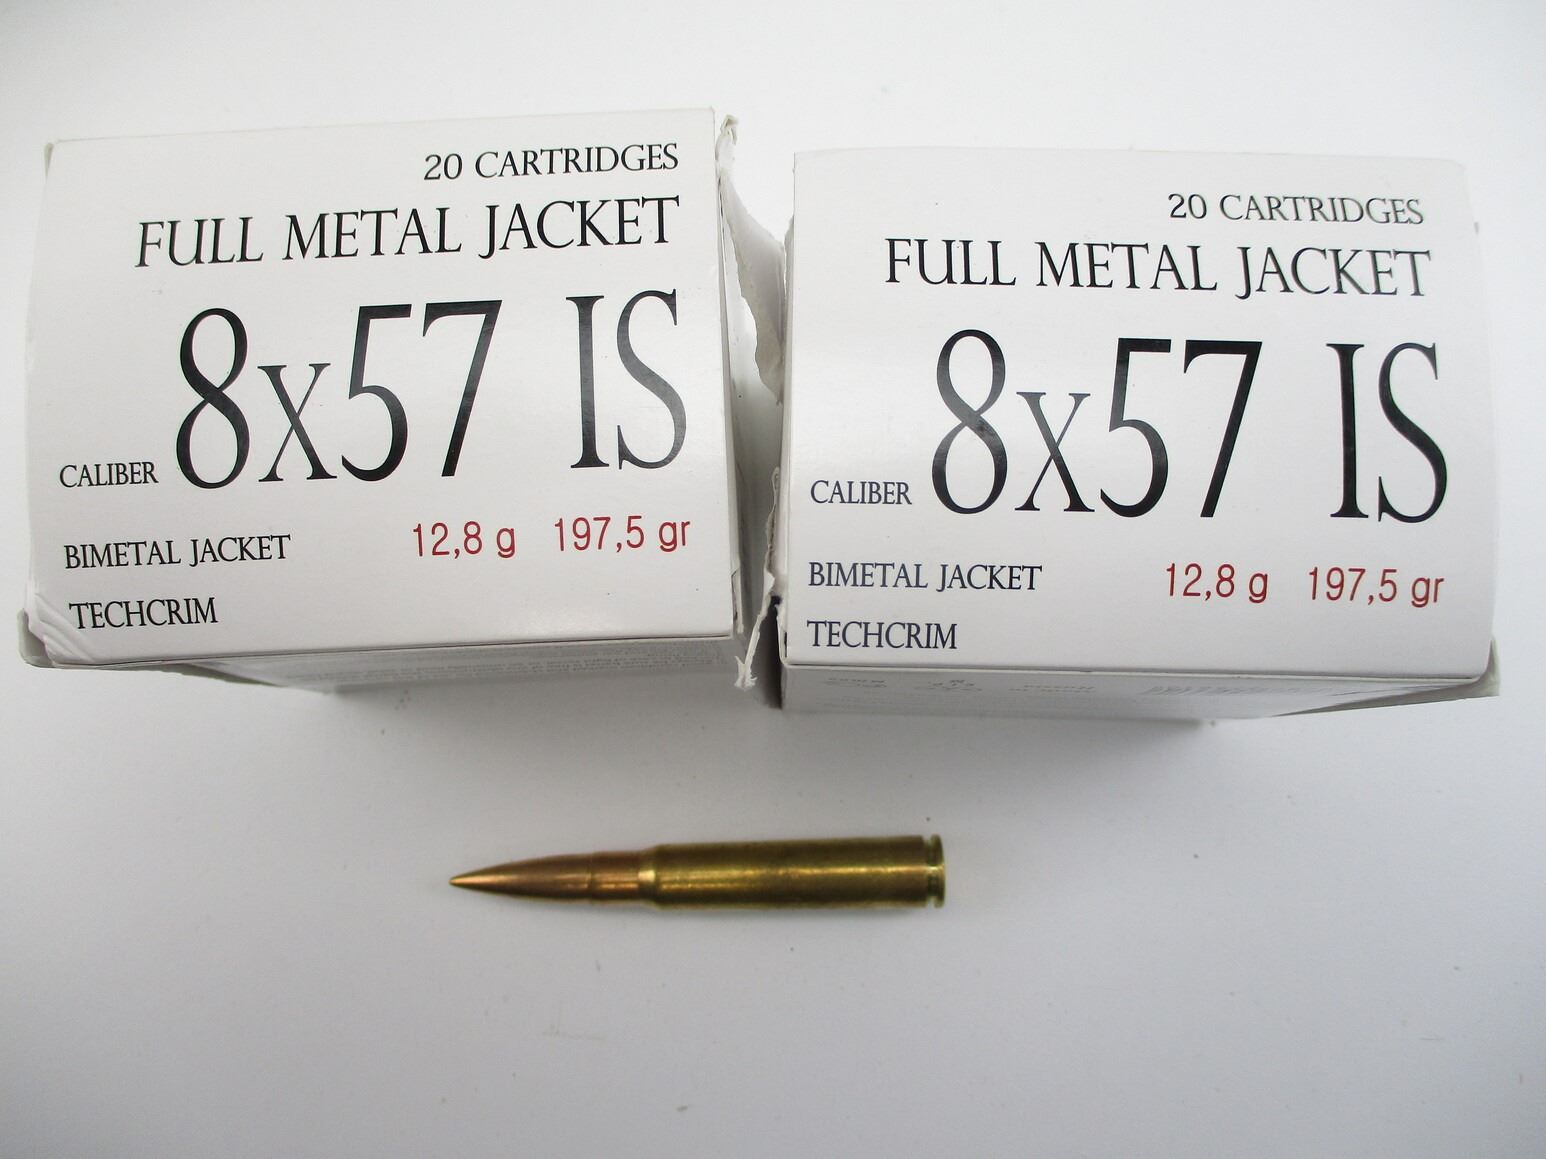 20 CARTRIDGES
FULL METAL JACKET
CALIBER 8x57 IS
BIMETAL JACKET 12,8 g 197,5 gr
TECHCRIM
20 CARTRIDGES
FULL METAL JACKET
CALIBER 8x57 IS
BIMETAL JACKET 12,8 g 197,5 gr
TECHCRIM